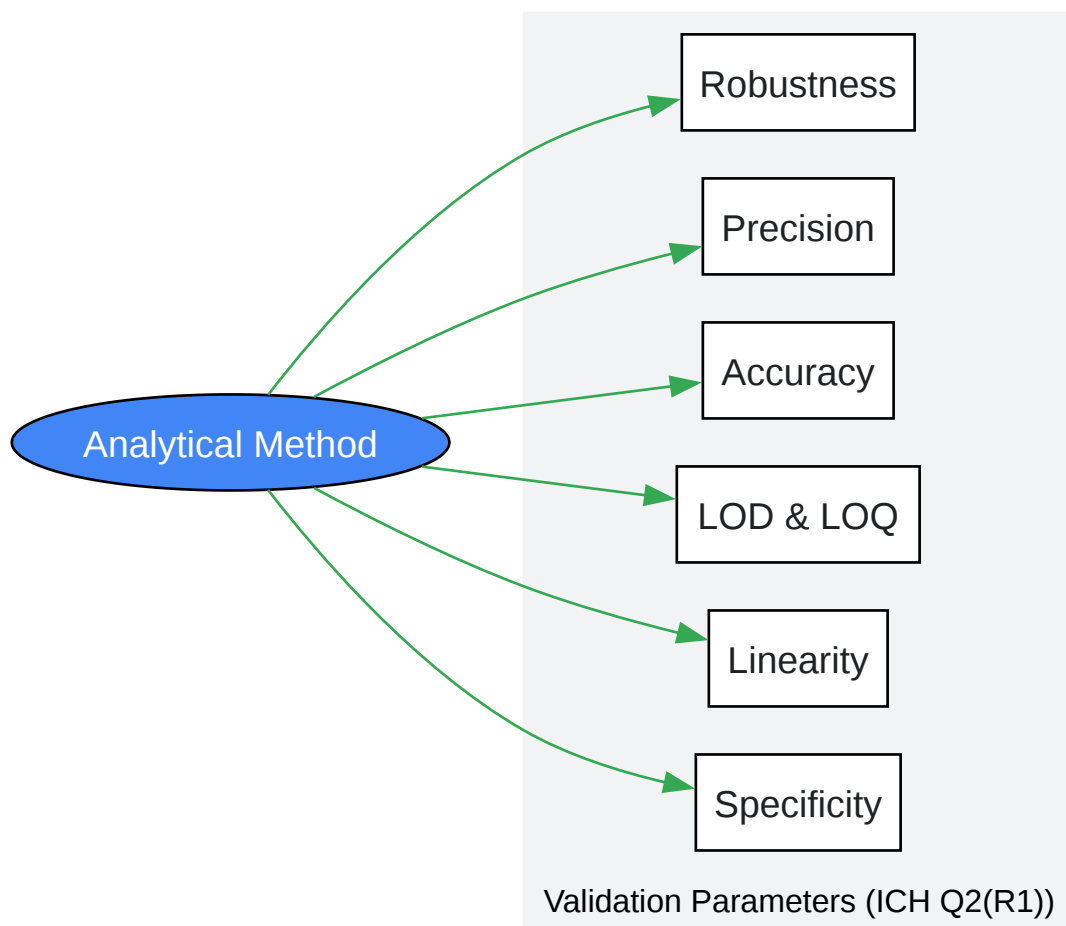 Robustness
Precision
Accuracy
Analytical Method
LOD & LOQ
Linearity
Specificity
Validation Parameters (ICH Q2(R1))